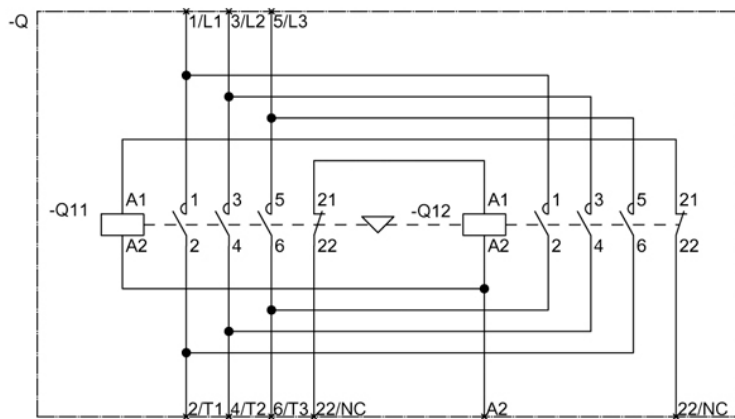 -Q 1/L1 3/L2 5/L3
A1 1 3 5 21 A1 1 3 5 21
-Q11 -Q12
A2 2 4 6 22 A2 2 4 6 22
2/T1 4/T2 6/T3 22/NC A2 22/NC